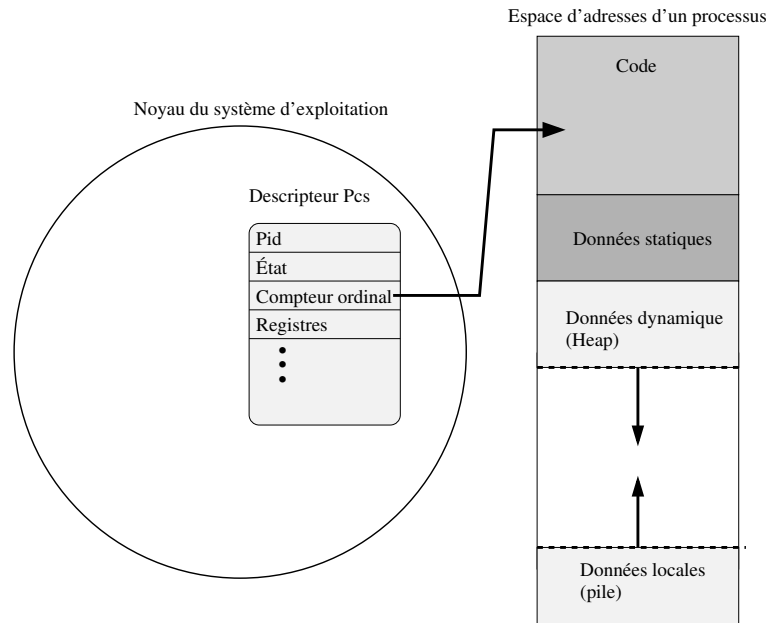 Espace d'adresses d'un processus
Code
Noyau du système d'exploitation
Descripteur Pcs
Pid
État
Compteur ordinal
Registres
Données statiques
Données dynamique
(Heap)
Données locales
(pile)